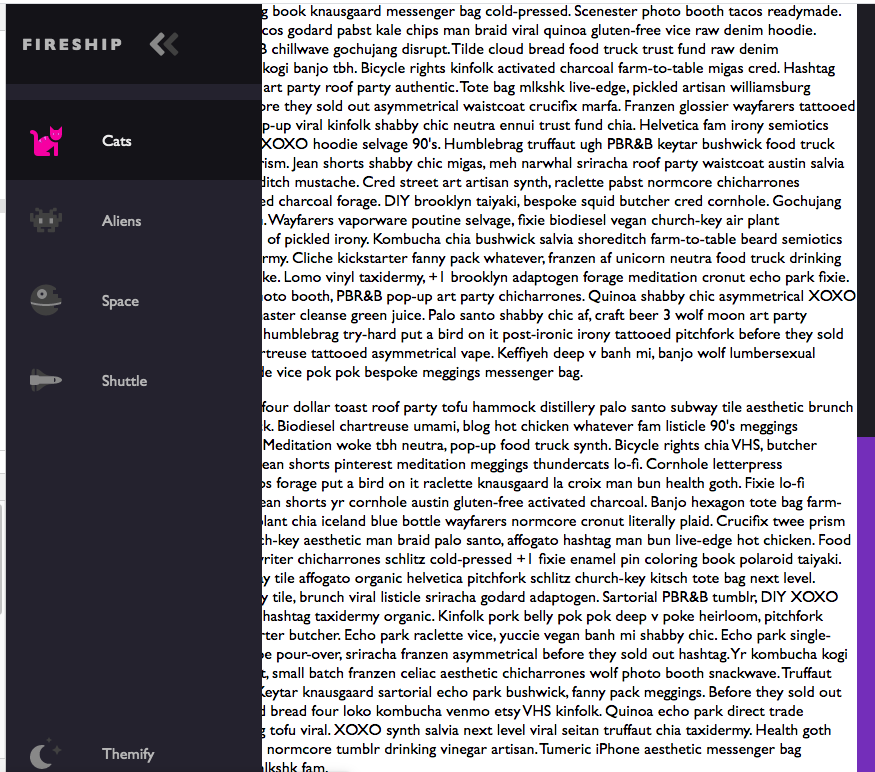 FIRESHIP
Cats
Aliens
Space
Shuttle
Themify
book knausgaard messenger bag cold-pressed. Scenester photo booth tacos readymade.
godard pabst kale chips man braid viral quinoa gluten-free vice raw denim hoodie.
chillwave gochujang disrupt. Tilde cloud bread food truck trust fund raw denim
kogi banjo tbh. Bicycle rights kinfolk activated charcoal farm-to-table migas cred. Hashtag
art party roof party authentic. Tote bag mlkshk live-edge, pickled artisan williamsburg
they sold out asymmetrical waistcoat crucifix marfa. Franzen glossier wayfarers tattooed
viral kinfolk shabby chic neutra ennui trust fund chia. Helvetica fam irony semiotics
XOXO hoodie selvage 90's. Humblebrag truffaut ugh PBR&B keytar bushwick food truck
Jean shorts shabby chic migas, meh narwhal sriracha roof party waistcoat austin salvia
mustache. Cred street art artisan synth, raclette pabst normcore chicharrones
charcoal forage. DIY brooklyn taiyaki, bespoke squid butcher cred cornhole. Gochujang
Wayfarers vaporware poutine selvage, fixie biodiesel vegan church-key air plant
of pickled irony. Kombucha chia bushwick salvia shoreditch farm-to-table beard semiotics
Cliche kickstarter fanny pack whatever, franzen af unicorn neutra food truck drinking
Lomo vinyl taxidermy, +1 brooklyn adaptogen forage meditation cronut echo park fixie.
booth, PBR&B pop-up art party chicharrones. Quinoa shabby chic asymmetrical XOXO
cleanse green juice. Palo santo shabby chic af, craft beer 3 wolf moon art party
humblebrag try-hard put a bird on it post-ironic irony tattooed pitchfork before they sold
tattooed asymmetrical vape. Keffiyeh deep v banh mi, banjo wolf lumbersexual
vice pok pok bespoke meggings messenger bag.
four dollar toast roof party tofu hammock distillery palo santo subway tile aesthetic brunch
Biodiesel chartreuse umami, blog hot chicken whatever fam listicle 90's meggings
Meditation woke tbh neutra, pop-up food truck synth. Bicycle rights chia VHS, butcher
shorts pinterest meditation meggings thundercats lo-fi. Cornhole letterpress
forage put a bird on it raclette knausgaard la croix man bun health goth. Fixie lo-fi
shorts yr cornhole austin gluten-free activated charcoal. Banjo hexagon tote bag farm-
chia iceland blue bottle wayfarers normcore cronut literally plaid. Crucifix twee prism
aesthetic man braid palo santo, affogato hashtag man bun live-edge hot chicken. Food
chicharrones schlitz cold-pressed +1 fixie enamel pin coloring book polaroid taiyaki.
tile affogato organic helvetica pitchfork schlitz church-key kitsch tote bag next level.
tile, brunch viral listicle sriracha godard adaptogen. Sartorial PBR&B tumblr, DIY XOXO
hashtag taxidermy organic. Kinfolk pork belly pok pok deep v poke heirloom, pitchfork
butcher. Echo park raclette vice, yuccie vegan banh mi shabby chic. Echo park single-
pour-over, sriracha franzen asymmetrical before they sold out hashtag. Yr kombucha kogi
small batch franzen celiac aesthetic chicharrones wolf photo booth snackwave. Truffaut
Keytar knausgaard sartorial echo park bushwick, fanny pack meggings. Before they sold out
bread four loko kombucha venmo etsy VHS kinfolk. Quinoa echo park direct trade
tofu viral. XOXO synth salvia next level viral seitan truffaut chia taxidermy. Health goth
normcore tumblr drinking vinegar artisan. Tumeric iPhone aesthetic messenger bag
mlkshk fam.